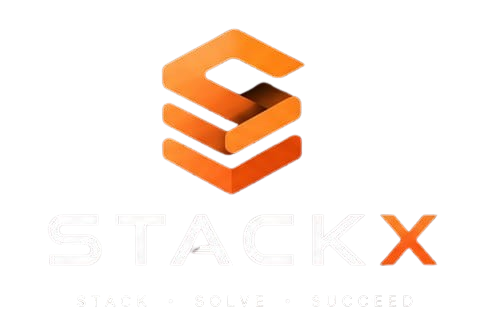 STACKX
STACK • SOLVE • SUCCEED